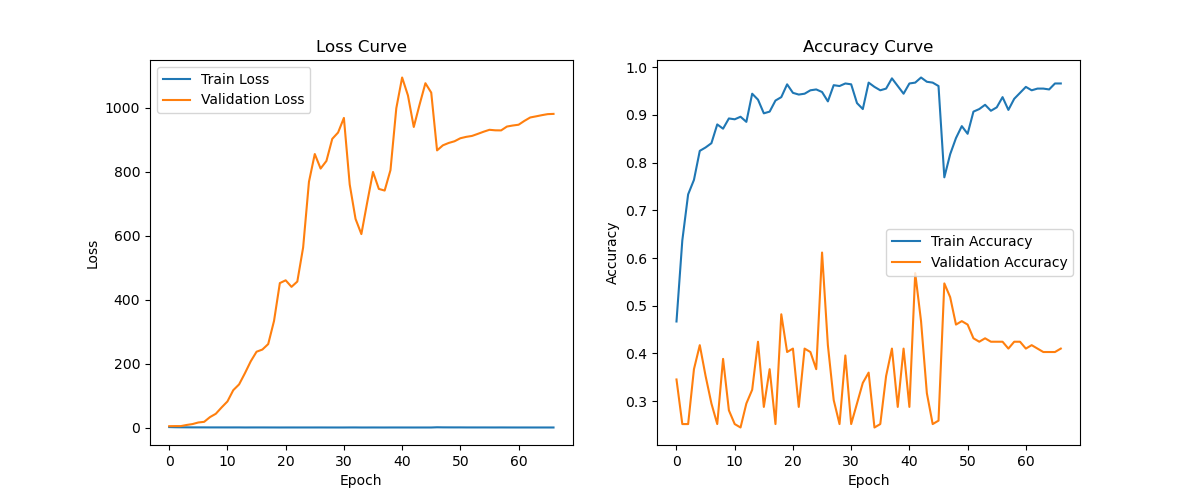 Loss Curve
Train Loss
Validation Loss
1000
800
600
400
200
0
0 10 20 30 40 50 60
Epoch
Loss
Accuracy Curve
Train Accuracy
Validation Accuracy
1.0
0.9
0.8
0.7
0.6
0.5
0.4
0.3
0 10 20 30 40 50 60
Epoch
Accuracy